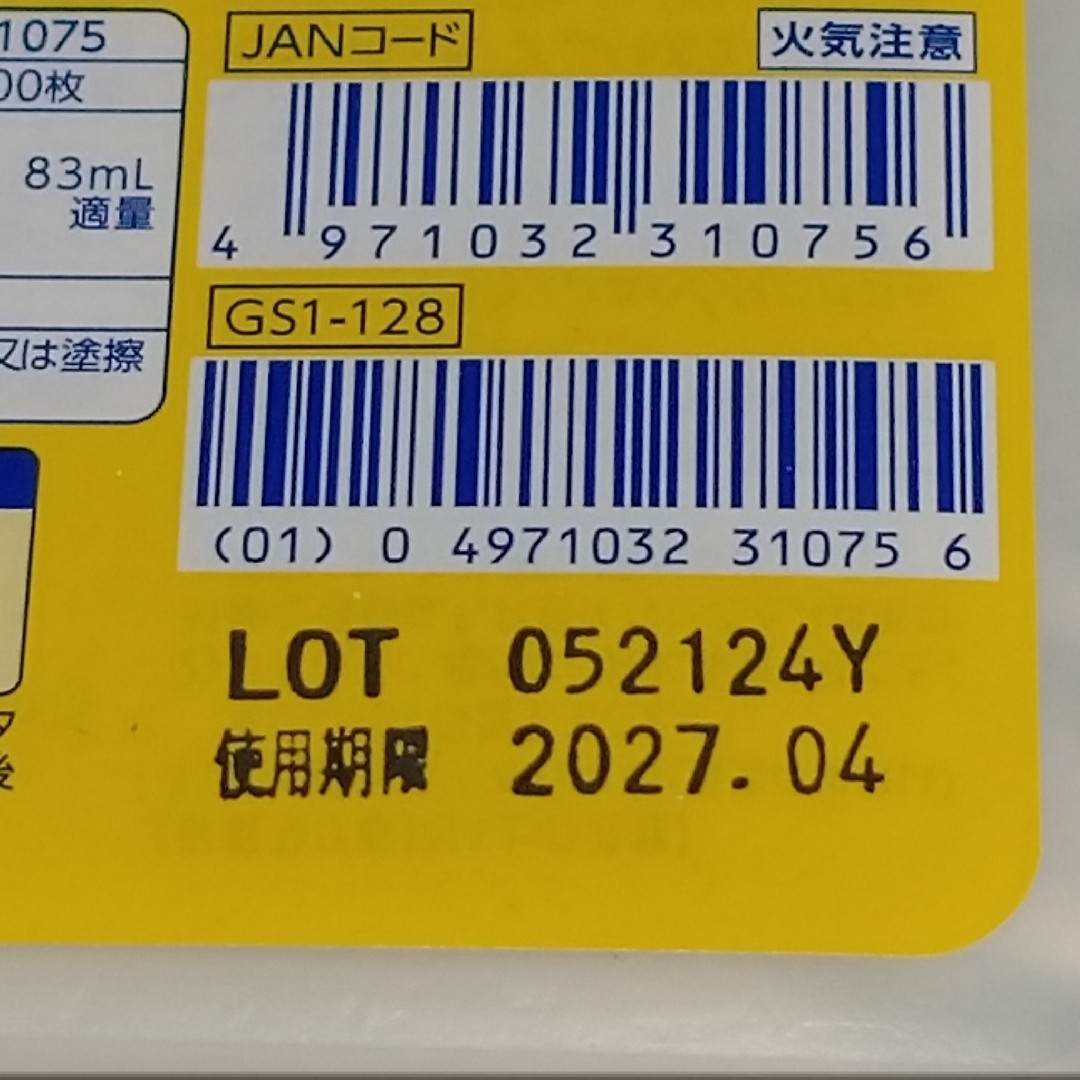 1075
00枚
83mL
適量
又は塗擦
JANコード
火気注意
4 971032 310756
GS1-128
(01) 0 4971032 31075 6
LOT 052124Y
使用期限 2027.04
後